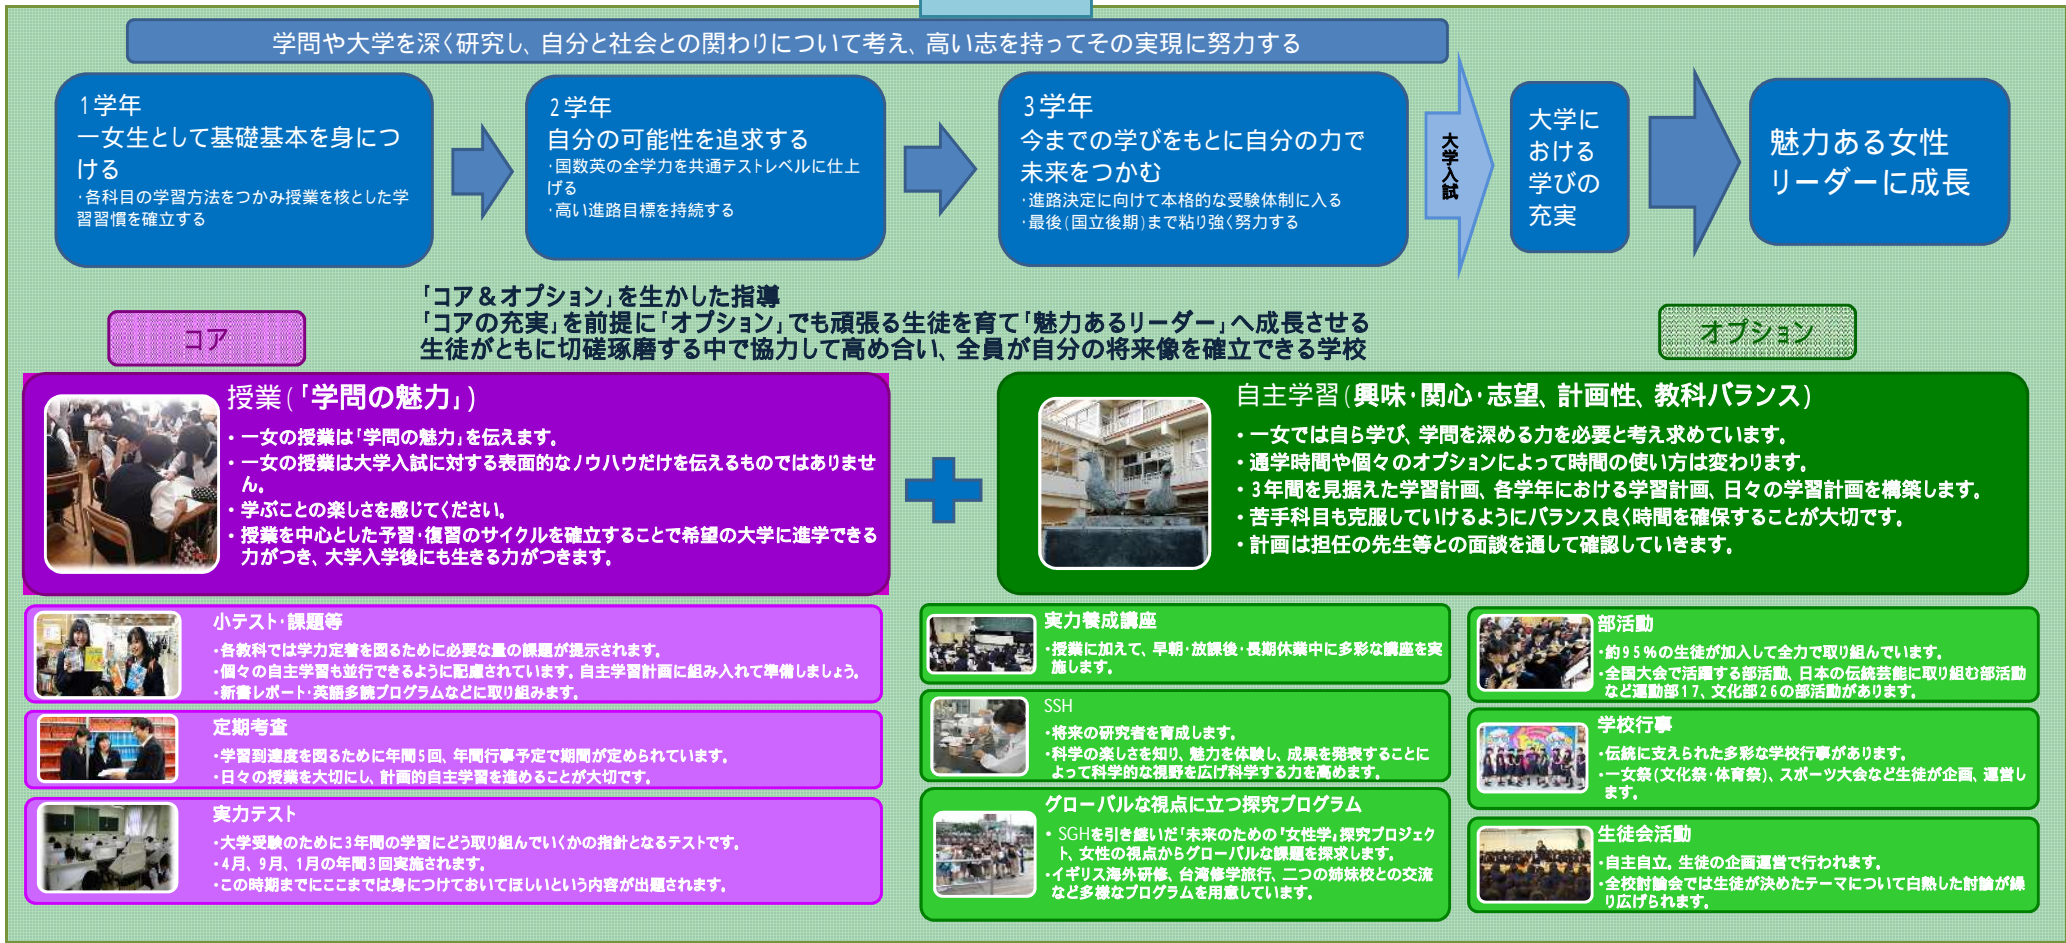 学問や大学を深く研究し、自分と社会との関わりについて考え、高い志を持ってその実現に努力する
1学年
一女生として基礎基本を身につ
ける
・各科目の学習方法をつかみ授業を核とした学
習習慣を確立する
2学年
自分の可能性を追求する
・国数英の全学力を共通テストレベルに仕上
げる
・高い進路目標を持続する
3学年
今までの学びをもとに自分の力で
未来をつかむ
・進路決定に向けて本格的な受験体制に入る
・最後(国立後期)まで粘り強く努力する
大学入試
大学に
おける
学びの
充実
魅力ある女性
リーダーに成長
「コア&オプション」を生かした指導
「コアの充実」を前提に「オプション」でも頑張る生徒を育て「魅力あるリーダー」へ成長させる
生徒がともに切磋琢磨する中で協力して高め合い、全員が自分の将来像を確立できる学校
コア
オプション
授業(「学問の魅力」)
・一女の授業は「学問の魅力」を伝えます。
・一女の授業は大学入試に対する表面的なノウハウだけを伝えるものではありませ
ん。
・学ぶことの楽しさを感じてください。
・授業を中心とした予習・復習のサイクルを確立することで希望の大学に進学できる
力がつき、大学入学後にも生きる力がつきます。
自主学習(興味・関心・志望、計画性、教科バランス)
・一女では自ら学び、学問を深める力を必要と考え求めています。
・通学時間や個々のオプションによって時間の使い方は変わります。
・3年間を見据えた学習計画、各学年における学習計画、日々の学習計画を構築します。
・苦手科目も克服していけるようにバランス良く時間を確保することが大切です。
・計画は担任の先生等との面談を通して確認していきます。
小テスト・課題等
・各教科では学力定着を図るために必要な量の課題が提示されます。
・個々の自主学習も並行できるように配慮されています。自主学習計画に組み入れて準備しましょう。
・新書レポート・英語多読プログラムなどに取り組みます。
定期考査
・学習到達度を図るために年間5回、年間行事予定で期間が定められています。
・日々の授業を大切にし、計画的自主学習を進めることが大切です。
実力テスト
・大学受験のために3年間の学習にどう取り組んでいくかの指針となるテストです。
・4月、9月、1月の年間3回実施されます。
・この時期までにここまでは身につけておいてほしいという内容が出題されます。
実力養成講座
・授業に加えて、早朝・放課後・長期休業中に多彩な講座を実
施します。
SSH
・将来の研究者を育成します。
・科学の楽しさを知り、魅力を体験し、成果を発表することに
よって科学的な視野を広げ科学する力を高めます。
グローバルな視点に立つ探究プログラム
・SGHを引き継いだ「未来のための『女性学』探究プロジェク
ト、女性の視点からグローバルな課題を探求します。
・イギリス海外研修、台湾修学旅行、二つの姉妹校との交流
など多様なプログラムを用意しています。
部活動
・約95%の生徒が加入して全力で取り組んでいます。
・全国大会で活躍する部活動、日本の伝統芸能に取り組む部活動
など運動部17、文化部26の部活動があります。
学校行事
・伝統に支えられた多彩な学校行事があります。
・一女祭(文化祭・体育祭)、スポーツ大会など生徒が企画、運営し
ます。
生徒会活動
・自主自立。生徒の企画運営で行われます。
・全校討論会では生徒が決めたテーマについて白熱した討論が繰
り広げられます。